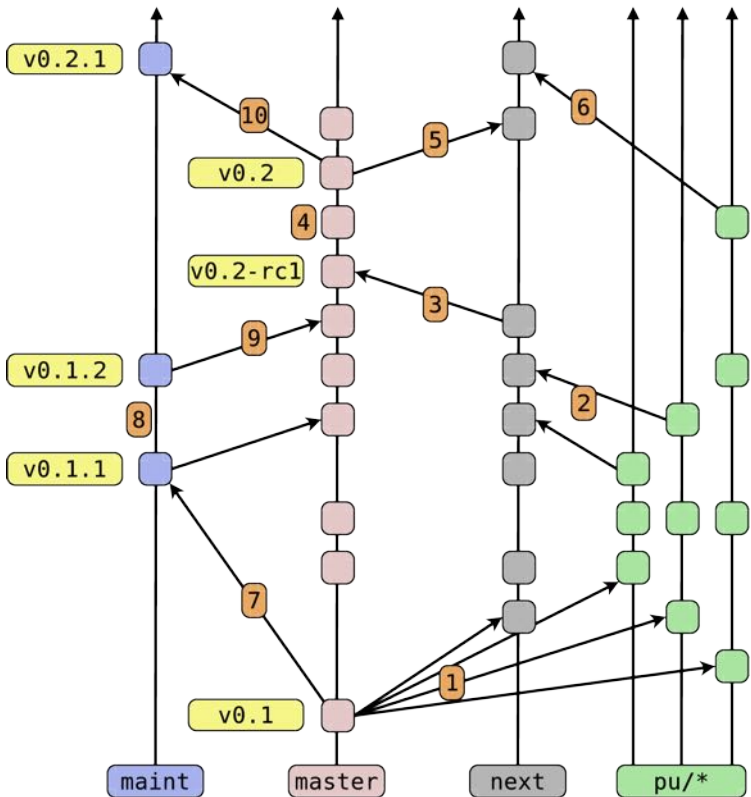 v0.2.1
10
5
6
v0.2
4
v0.2-rc1
3
9
v0.1.2
2
8
v0.1.1
7
1
v0.1
maint
master
next
pu/*